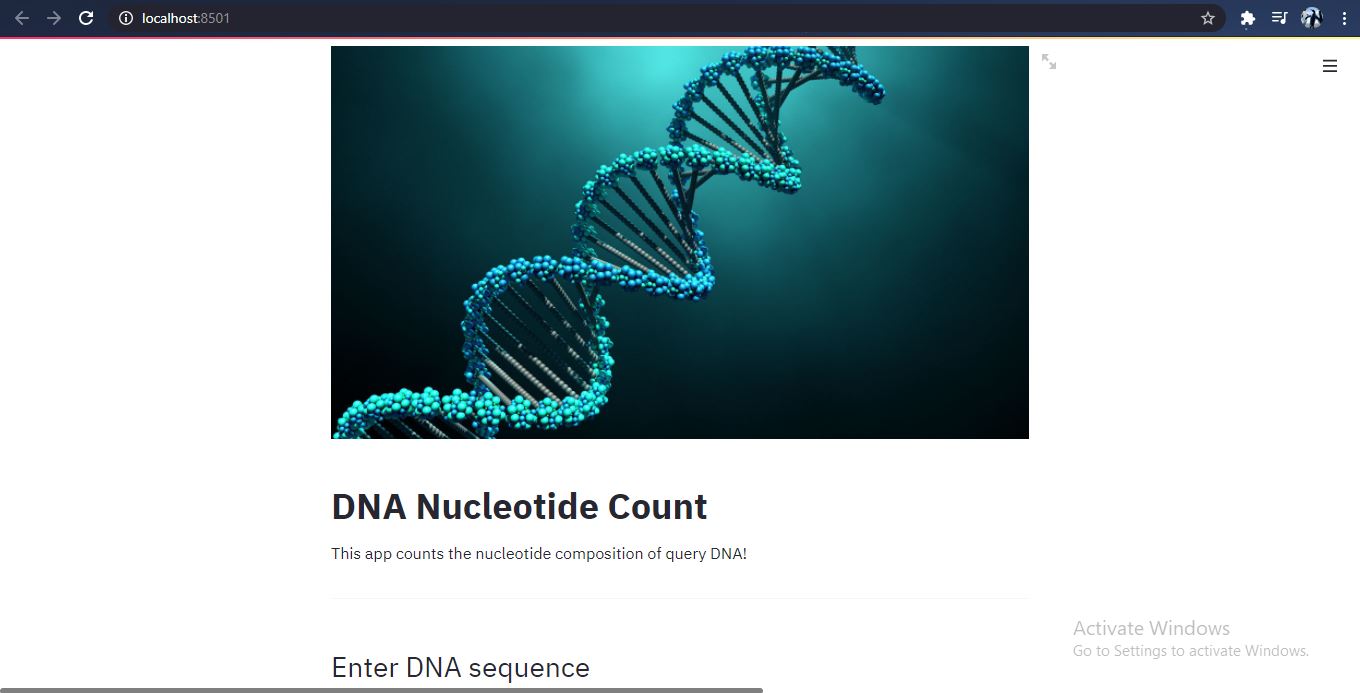 localhost:8501
DNA Nucleotide Count
This app counts the nucleotide composition of query DNA!
Activate Windows
Go to Settings to activate Windows.
Enter DNA sequence